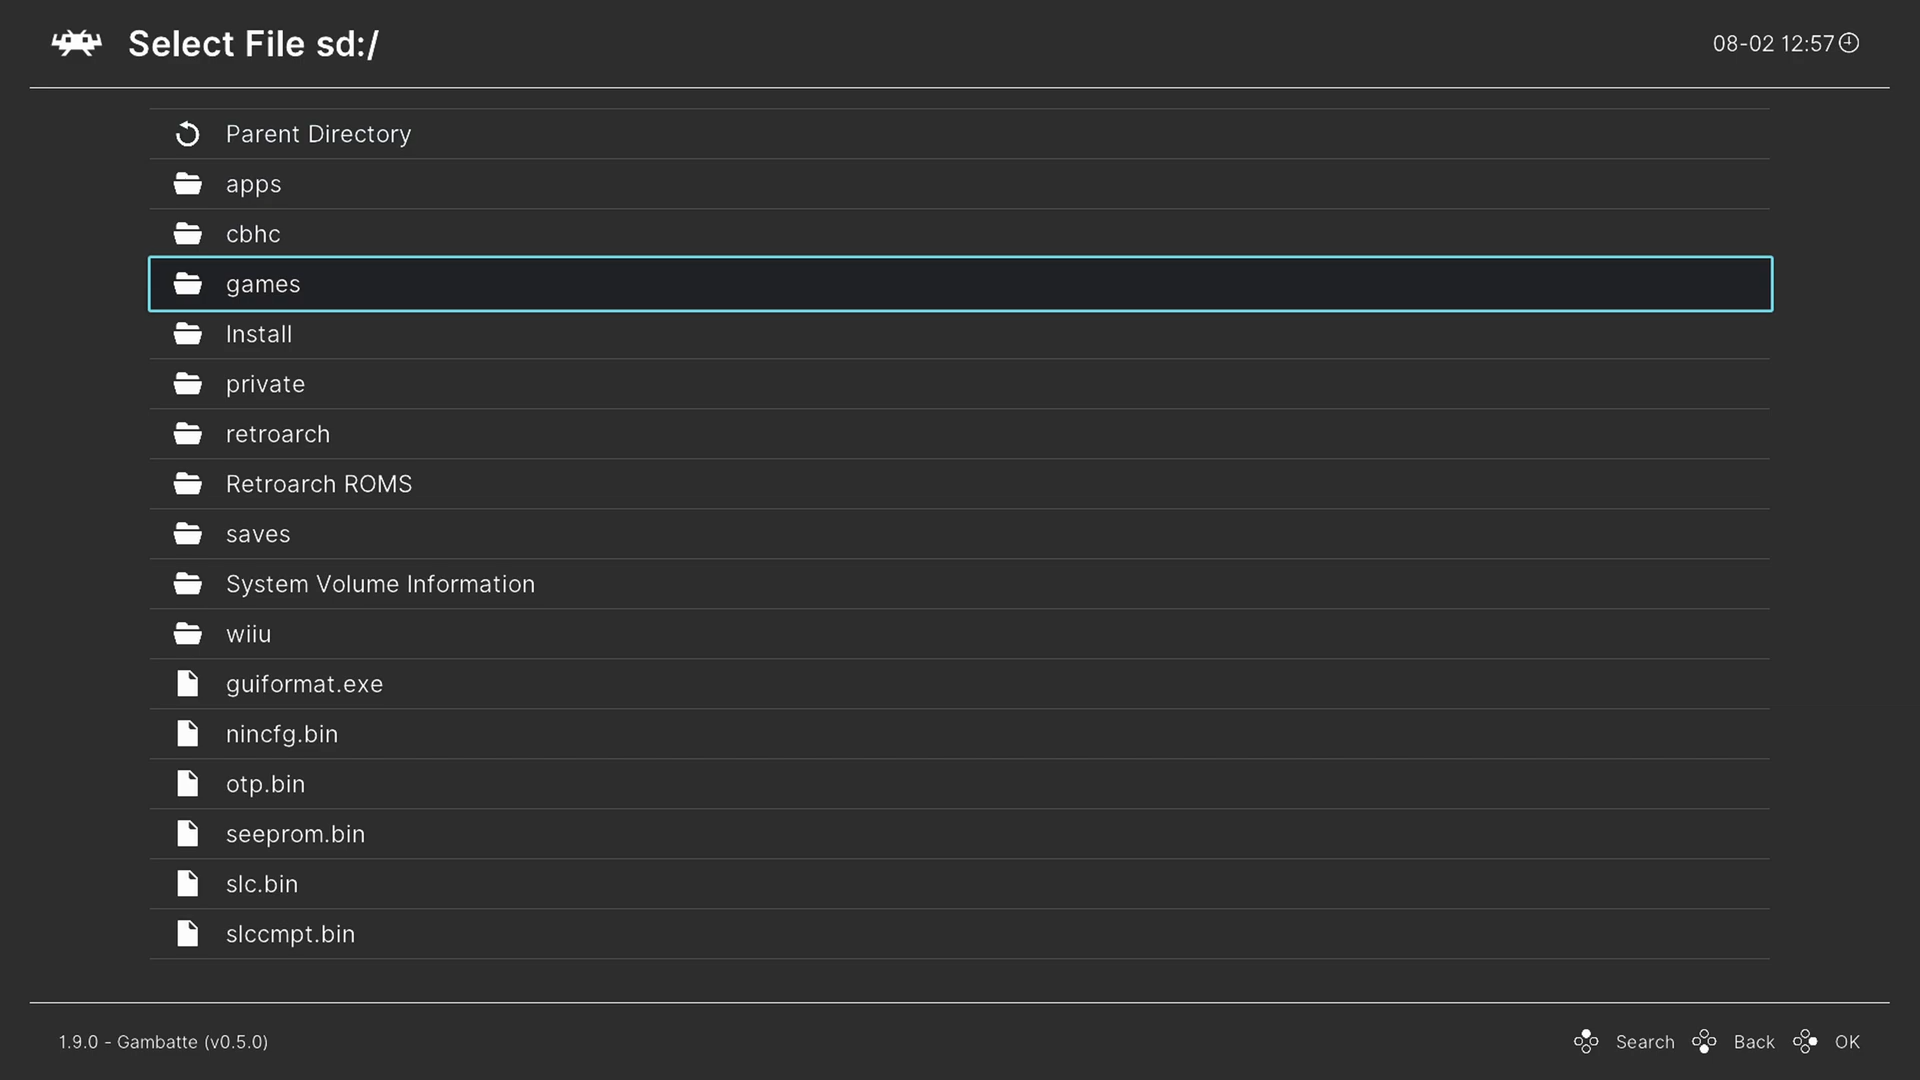 Select File sd:/
08-02 12:57
Parent Directory
apps
cbhc
games
Install
private
retroarch
Retroarch ROMS
saves
System Volume Information
wiiu
guiformat.exe
nincfg.bin
otp.bin
seeprom.bin
slc.bin
slccmpt.bin
1.9.0 - Gambatte (v0.5.0)
Search Back OK